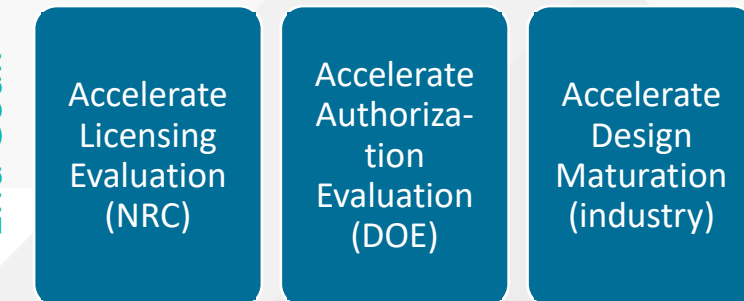 Accelerate
Licensing
Evaluation
(NRC)
Accelerate
Authoriza-
tion
Evaluation
(DOE)
Accelerate
Design
Maturation
(industry)